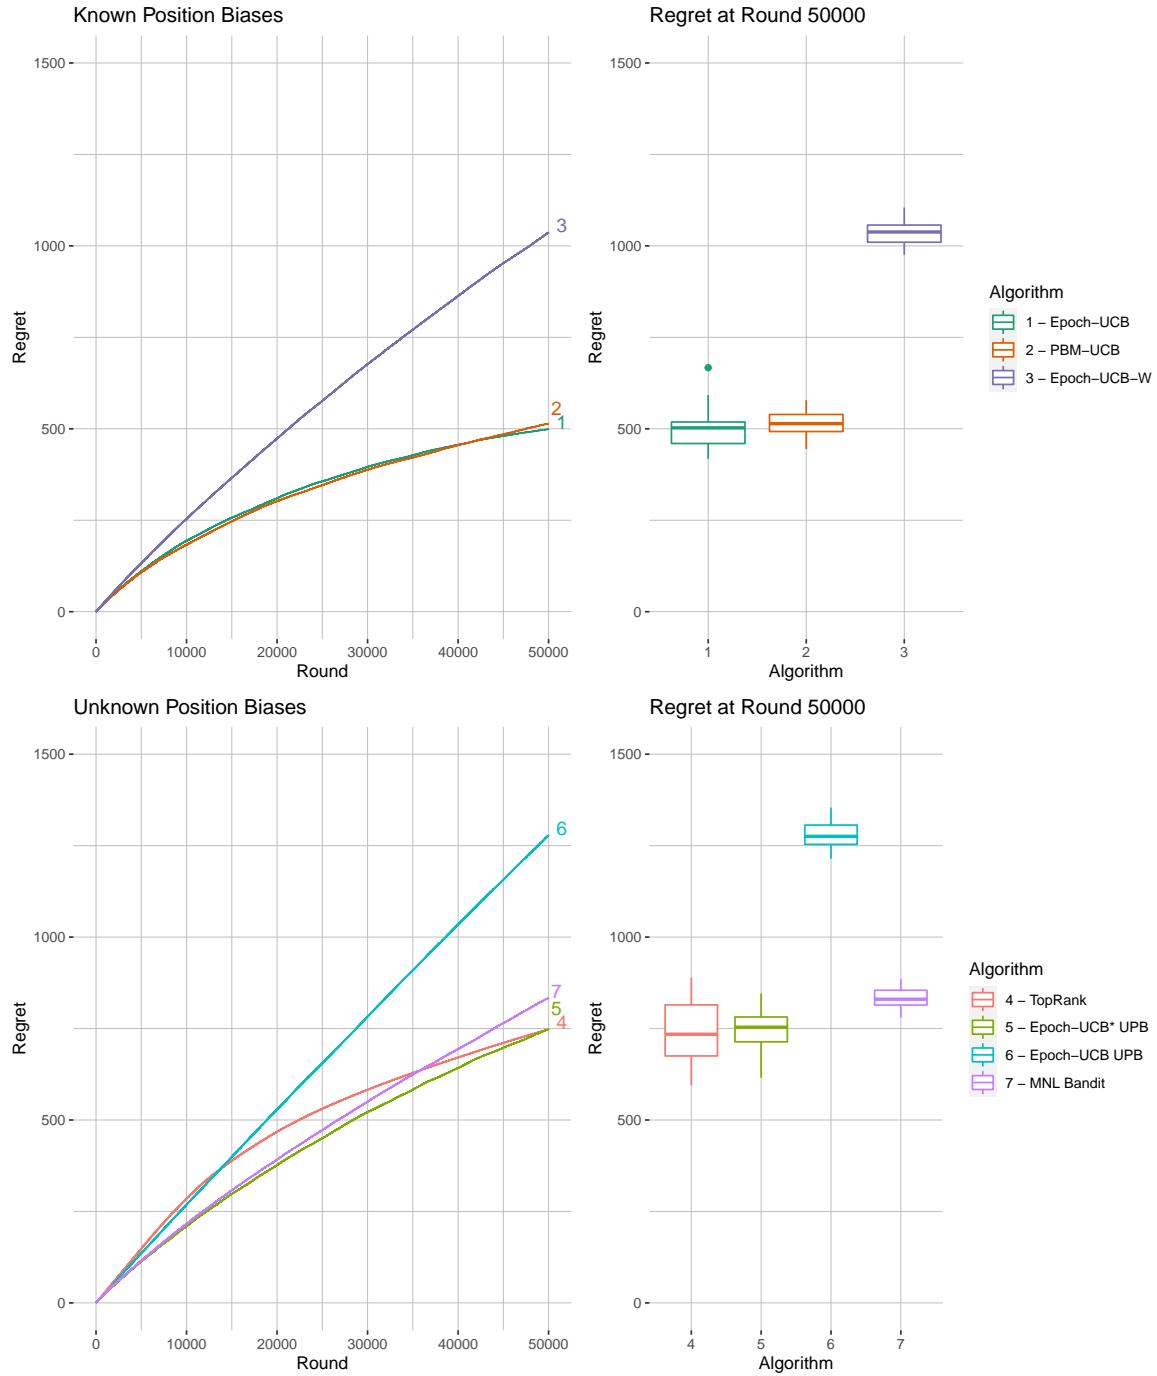 Known Position Biases
Regret at Round 50000
1500
1000
500
0
Regret
3
2
1
0 10000 20000 30000 40000 50000
Round
1500
1000
500
0
Regret
1 2 3
Algorithm
Algorithm
1 – Epoch–UCB
2 – PBM–UCB
3 – Epoch–UCB–W
Unknown Position Biases
Regret at Round 50000
1500
1000
500
0
Regret
6
7
5
4
0 10000 20000 30000 40000 50000
Round
1500
1000
500
0
Regret
4 5 6 7
Algorithm
Algorithm
4 – TopRank
5 – Epoch–UCB* UPB
6 – Epoch–UCB UPB
7 – MNL Bandit